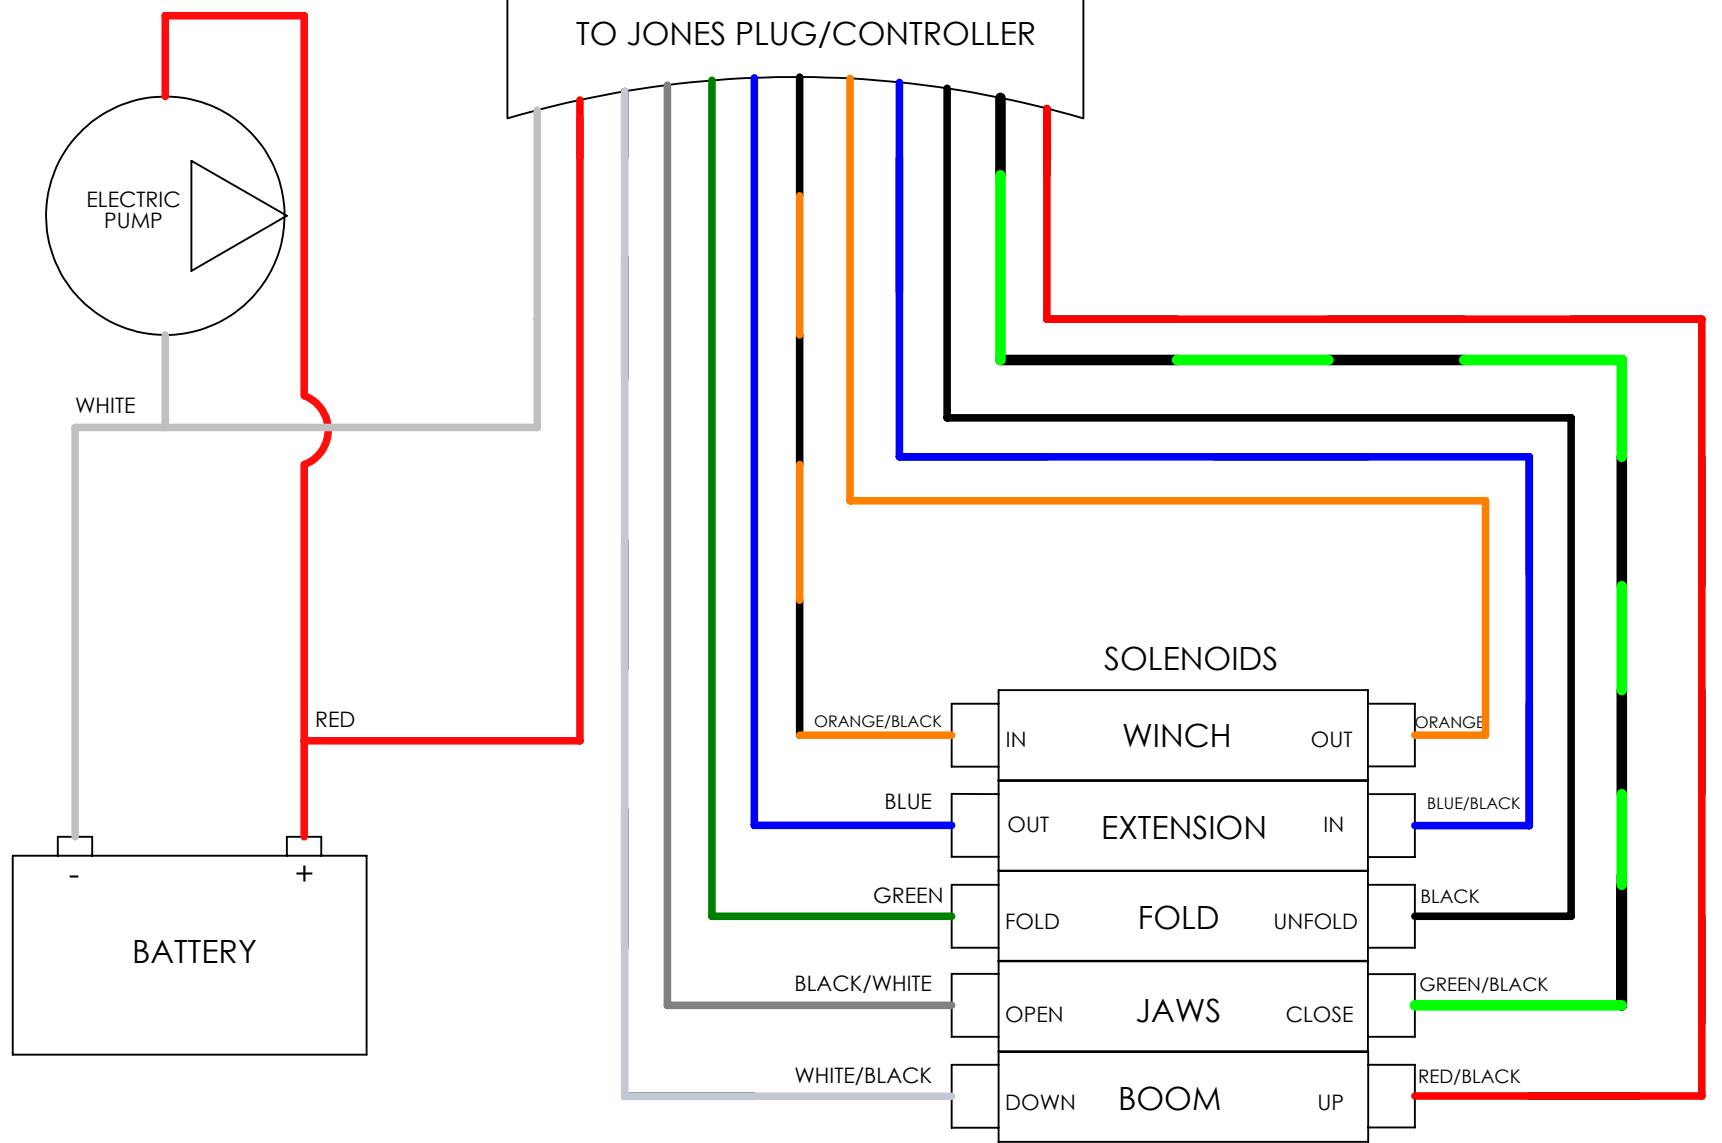 TO JONES PLUG/CONTROLLER
ELECTRIC
PUMP
WHITE
RED
SOLENOIDS
ORANGE/BLACK
IN
WINCH
OUT
ORANGE
BLUE
OUT
EXTENSION
IN
BLUE/BLACK
GREEN
FOLD
FOLD
UNFOLD
BLACK
BLACK/WHITE
OPEN
JAWS
CLOSE
GREEN/BLACK
WHITE/BLACK
DOWN
BOOM
UP
RED/BLACK
- +
BATTERY